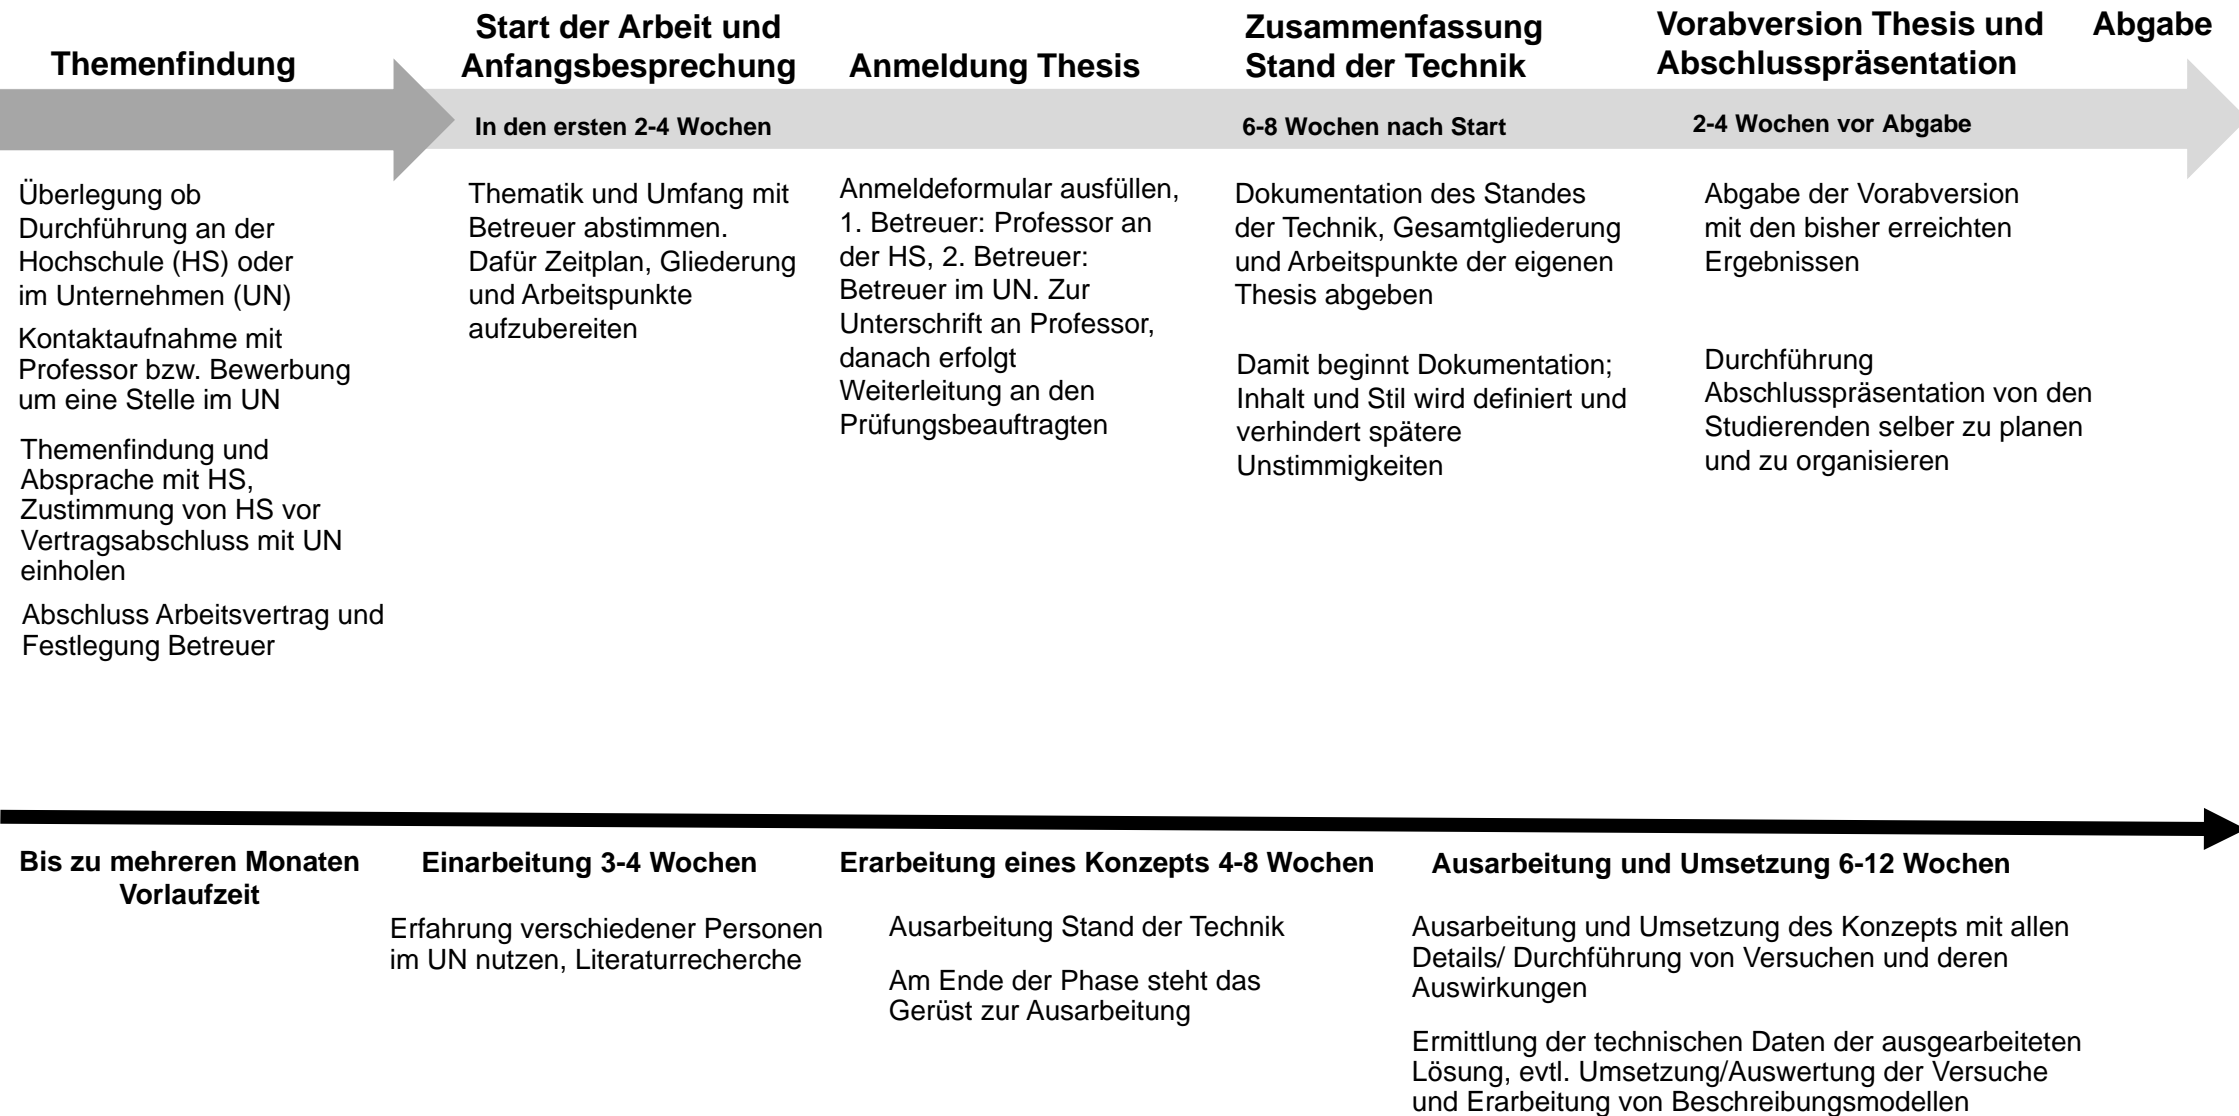 Themenfindung
Start der Arbeit und
Anfangsbesprechung
Anmeldung Thesis
Zusammenfassung
Stand der Technik
Vorabversion Thesis und
Abschlusspräsentation
Abgabe
In den ersten 2-4 Wochen
6-8 Wochen nach Start
2-4 Wochen vor Abgabe
Überlegung ob
Durchführung an der
Hochschule (HS) oder
im Unternehmen (UN)
Kontaktaufnahme mit
Professor bzw. Bewerbung
um eine Stelle im UN
Themenfindung und
Absprache mit HS,
Zustimmung von HS vor
Vertragsabschluss mit UN
einholen
Abschluss Arbeitsvertrag und
Festlegung Betreuer
Thematik und Umfang mit
Betreuer abstimmen.
Dafür Zeitplan, Gliederung
und Arbeitspunkte
aufzubereiten
Anmeldeformular ausfüllen,
1. Betreuer: Professor an
der HS, 2. Betreuer:
Betreuer im UN. Zur
Unterschrift an Professor,
danach erfolgt
Weiterleitung an den
Prüfungsbeauftragten
Dokumentation des Standes
der Technik, Gesamtgliederung
und Arbeitspunkte der eigenen
Thesis abgeben
Damit beginnt Dokumentation;
Inhalt und Stil wird definiert und
verhindert spätere
Unstimmigkeiten
Abgabe der Vorabversion
mit den bisher erreichten
Ergebnissen
Durchführung
Abschlusspräsentation von den
Studierenden selber zu planen
und zu organisieren
Bis zu mehreren Monaten
Vorlaufzeit
Einarbeitung 3-4 Wochen
Erfahrung verschiedener Personen
im UN nutzen, Literaturrecherche
Erarbeitung eines Konzepts 4-8 Wochen
Ausarbeitung Stand der Technik
Am Ende der Phase steht das
Gerüst zur Ausarbeitung
Ausarbeitung und Umsetzung 6-12 Wochen
Ausarbeitung und Umsetzung des Konzepts mit allen
Details/ Durchführung von Versuchen und deren
Auswirkungen
Ermittlung der technischen Daten der ausgearbeiteten
Lösung, evtl. Umsetzung/Auswertung der Versuche
und Erarbeitung von Beschreibungsmodellen